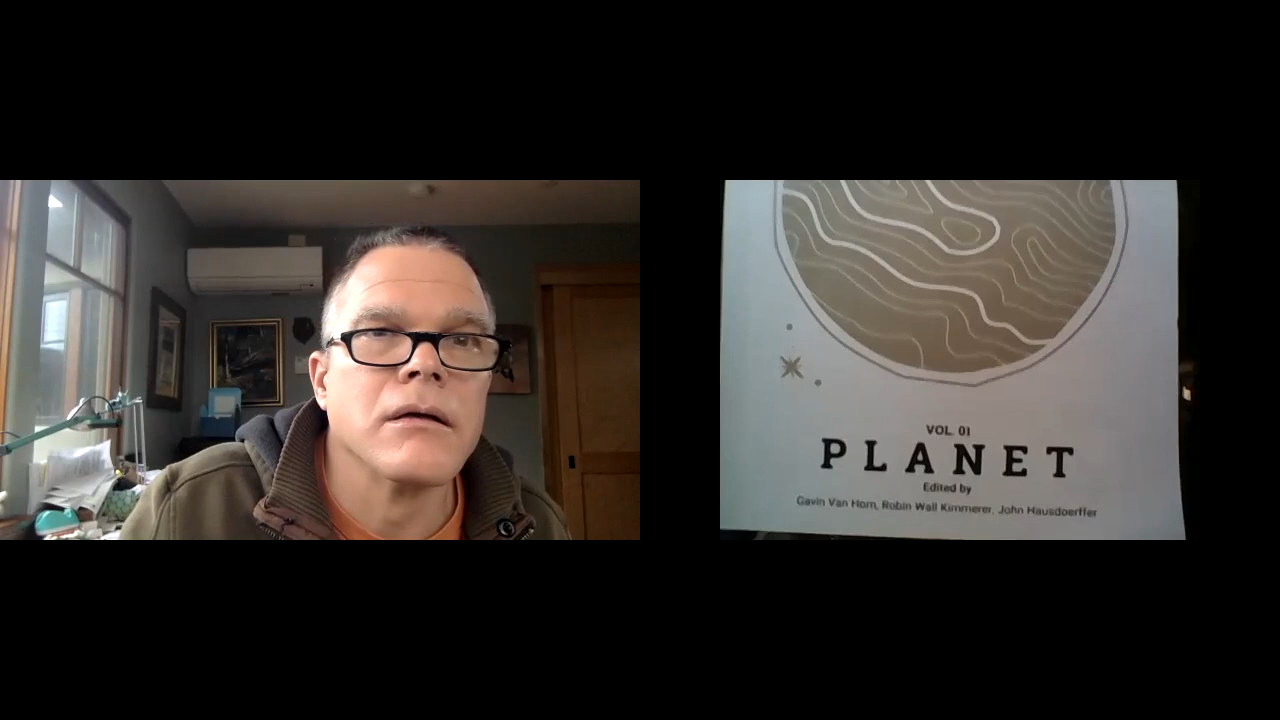 VOL. 01
PLANET
Edited by
Gavin Van Horn, Robin Wall Kimmerer, John Hausdoerffer